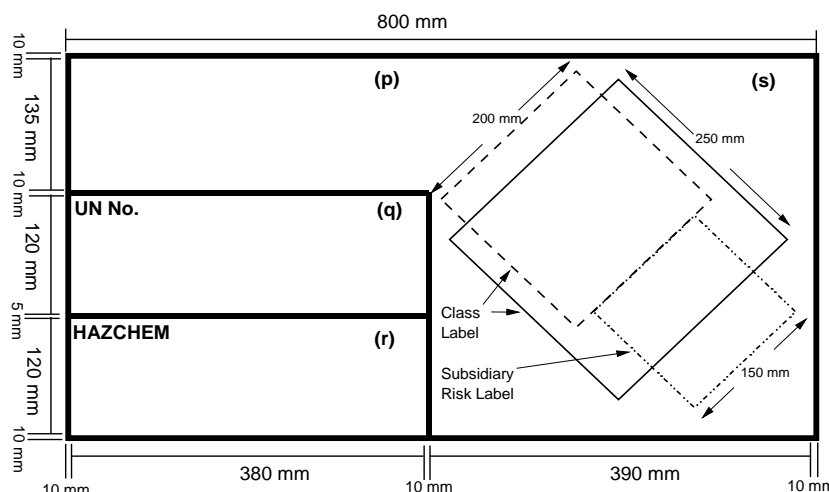 800 mm
10 mm
(p)
(s)
200 mm
250 mm
135 mm
10 mm
UN No.
(q)
120 mm
5 mm
HAZCHEM
(r)
Class
Label
Subsidiary
Risk Label
150 mm
120 mm
10 mm
380 mm
390 mm
10 mm
10 mm
10 mm